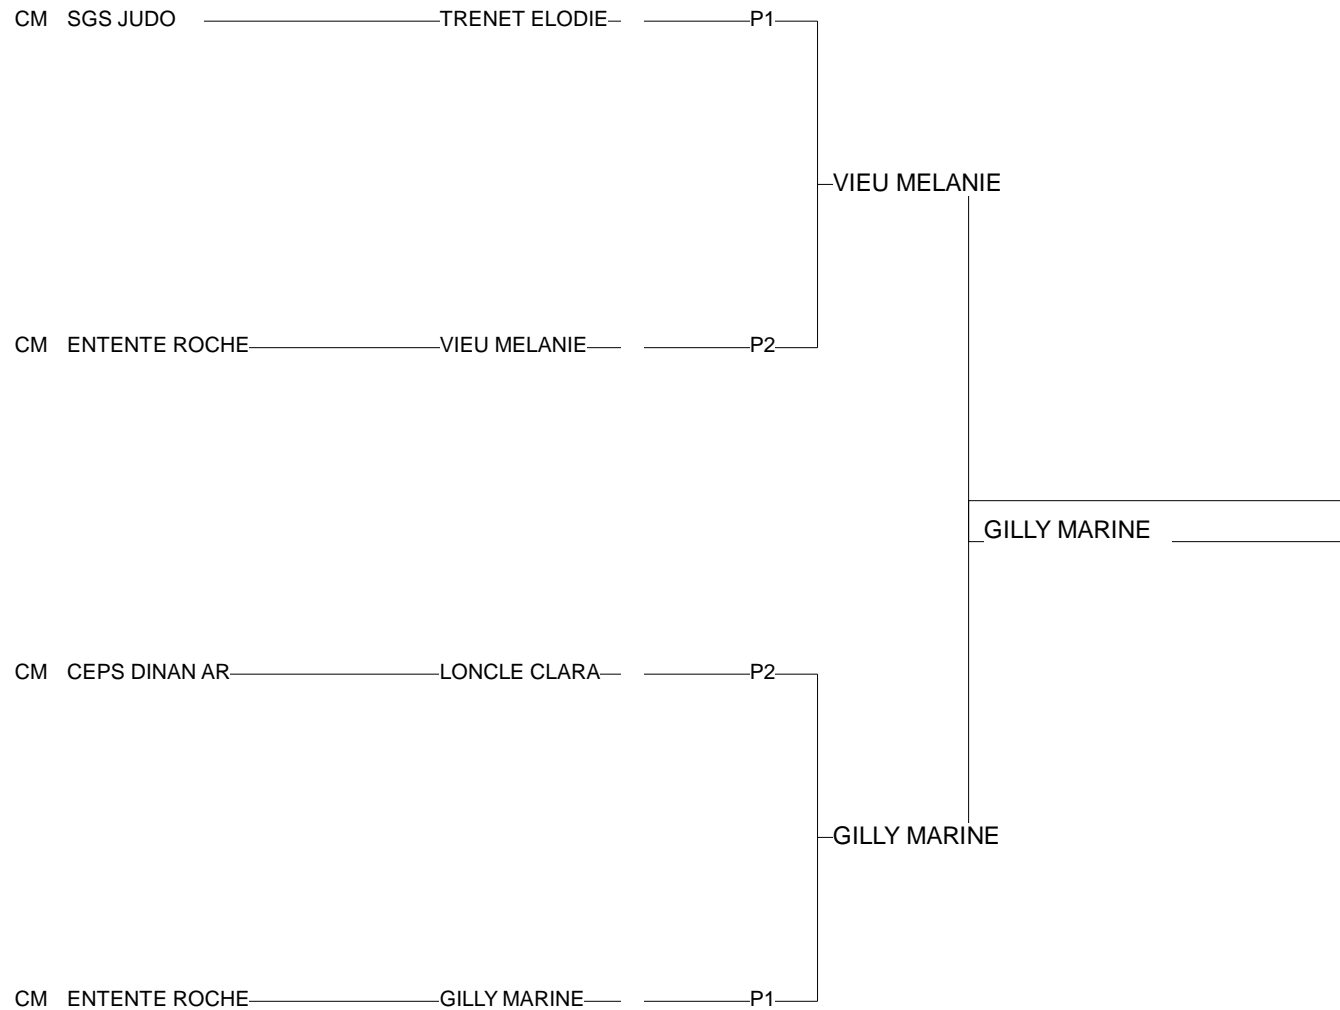 CM SGS JUDO TRENET ELODIE P1
VIEU MELANIE
CM ENTENTE ROCHE VIEU MELANIE P2
GILLY MARINE
CM CEPS DINAN AR LONCLE CLARA P2
GILLY MARINE
CM ENTENTE ROCHE GILLY MARINE P1